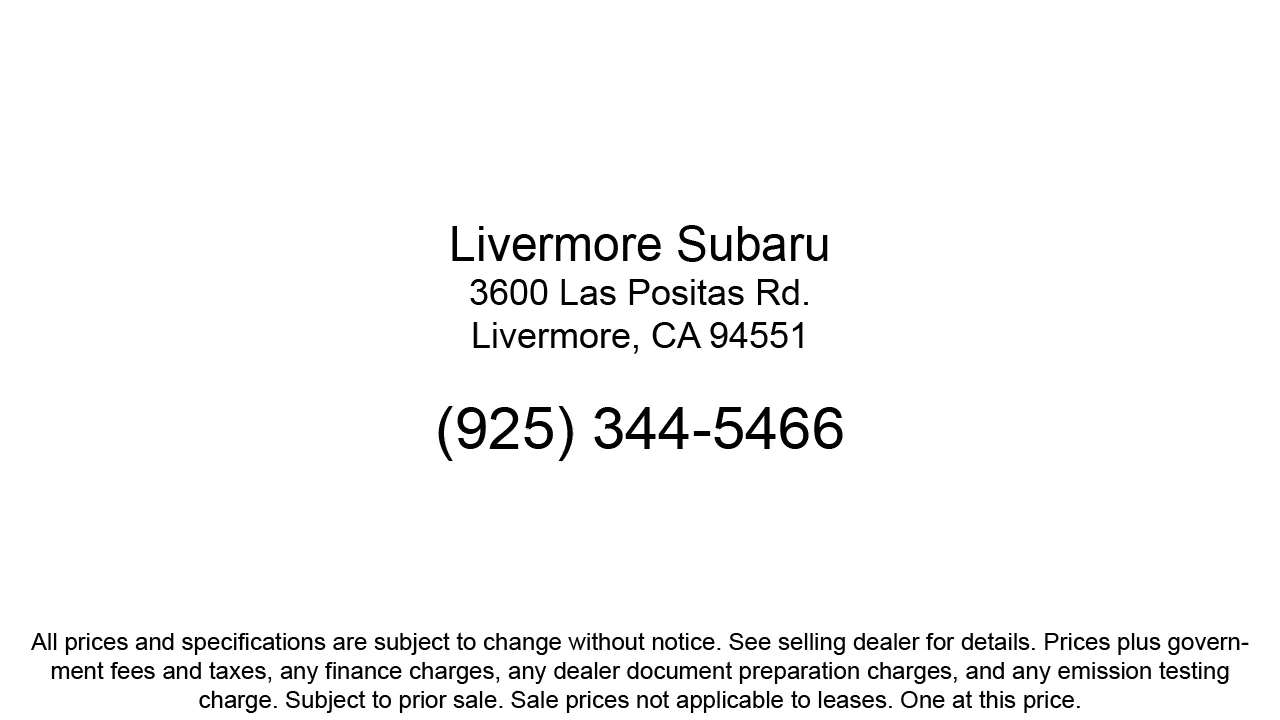 Livermore Subaru
3600 Las Positas Rd.
Livermore, CA 94551
(925) 344-5466
All prices and specifications are subject to change without notice. See selling dealer for details. Prices plus govern-
ment fees and taxes, any finance charges, any dealer document preparation charges, and any emission testing
charge. Subject to prior sale. Sale prices not applicable to leases. One at this price.